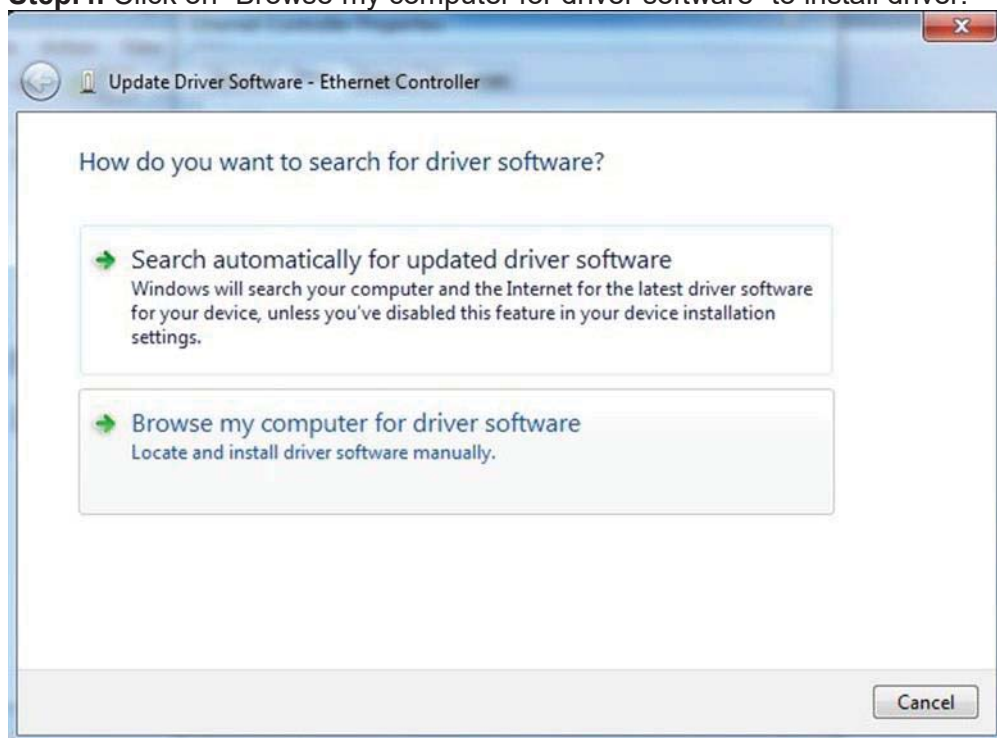 Click on "Browse my computer for driver software" to install driver.
Update Driver Software - Ethernet Controller
How do you want to search for driver software?
Search automatically for updated driver software
Windows will search your computer and the Internet for the latest driver software
for your device, unless you've disabled this feature in your device installation
settings.
Browse my computer for driver software
Locate and install driver software manually.
Cancel